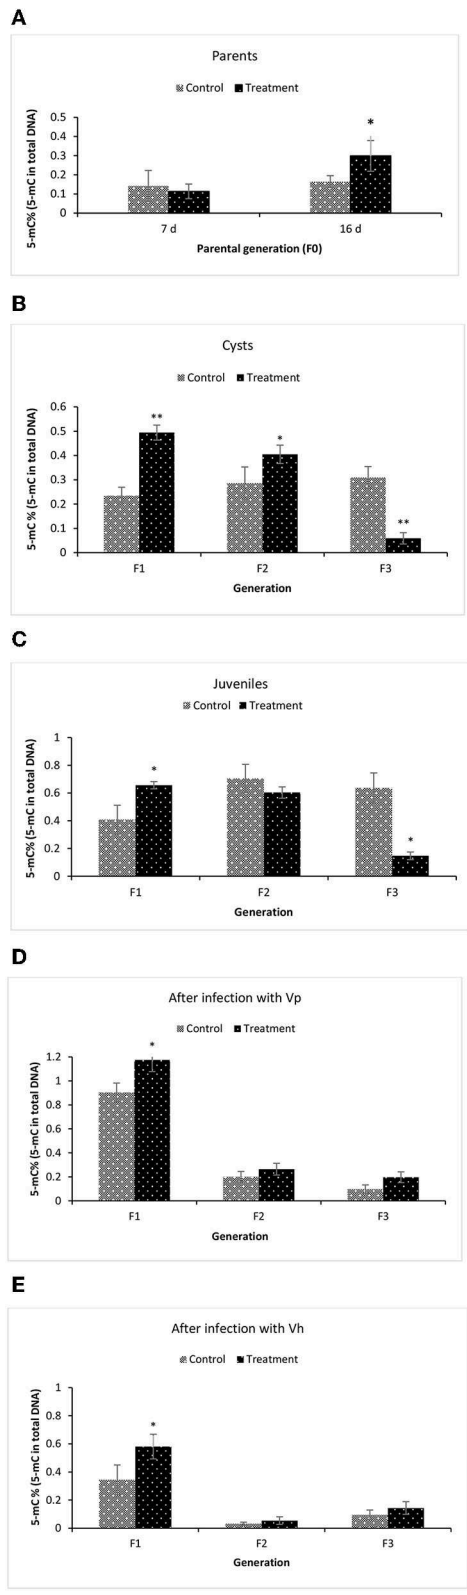 A
Parents
Control Treatment
5-mC% (5-mC in total DNA)
0.5
0.4
0.3
0.2
0.1
0
*
7 d 16 d
Parental generation (F0)
B
Cysts
Control Treatment
5-mC % (5-mC in total DNA)
0.6
0.5
0.4
0.3
0.2
0.1
0
**
*
**
F1 F2 F3
Generation
C
Juveniles
Control Treatment
5-mC% (5-mC in total DNA)
1
0.8
0.6
0.4
0.2
0
*
*
F1 F2 F3
Generation
D
After infection with Vp
Control Treatment
5-mC% (5-mC in total DNA)
1.2
1
0.8
0.6
0.4
0.2
0
*
F1 F2 F3
Generation
E
After infection with Vh
Control Treatment
5-mC % (5-mC in total DNA)
1
0.8
0.6
0.4
0.2
0
*
F1 F2 F3
Generation